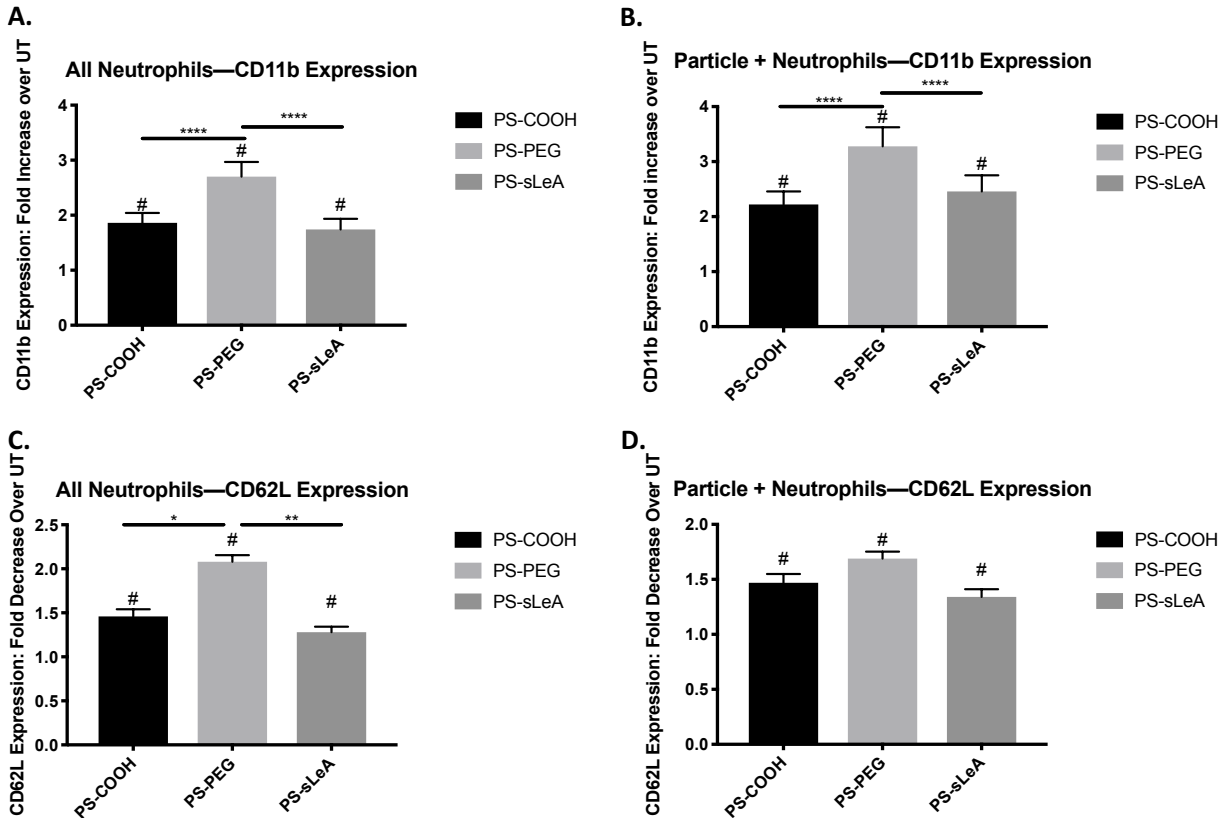 A.
All Neutrophils—CD11b Expression
CD11b Expression: Fold Increase over UT
4
3
2
1
0
****
****
#
#
#
PS-COOH
PS-PEG
PS-sLeA
PS-COOH
PS-PEG
PS-sLeA
B.
Particle + Neutrophils—CD11b Expression
CD11b Expression: Fold increase over UT
4
3
2
1
0
****
****
#
#
#
PS-COOH
PS-PEG
PS-sLeA
PS-COOH
PS-PEG
PS-sLeA
C.
All Neutrophils—CD62L Expression
CD62L Expression: Fold Decrease Over UT
2.5
2.0
1.5
1.0
0.5
0.0
*
**
#
#
#
PS-COOH
PS-PEG
PS-sLeA
PS-COOH
PS-PEG
PS-sLeA
D.
Particle + Neutrophils—CD62L Expression
CD62L Expression: Fold Decrease Over UT
2.0
1.5
1.0
0.5
0.0
#
#
#
PS-COOH
PS-PEG
PS-sLeA
PS-COOH
PS-PEG
PS-sLeA